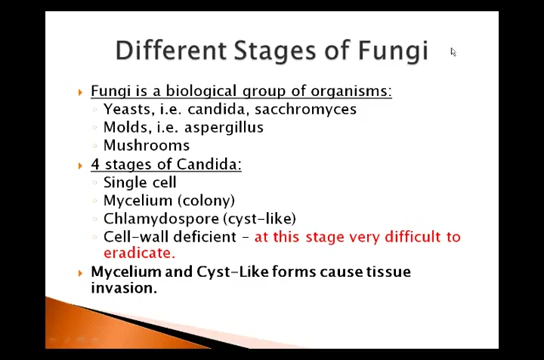 Different Stages of Fungi
Fungi is a biological group of organisms:
Yeasts, i.e. candida, sacchromyces
Molds, i.e. aspergillus
Mushrooms
4 stages of Candida:
Single cell
Mycelium (colony)
Chlamydospore (cyst-like)
Cell-wall deficient – at this stage very difficult to
eradicate.
Mycelium and Cyst-Like forms cause tissue
invasion.